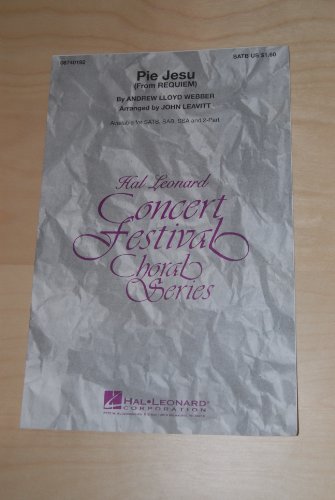 08740192
SATB US $1.60
Pie Jesu
(From REQUIEM)
By ANDREW LLOYD WEBBER
Arranged by JOHN LEAVITT
Available for SATB, SAB, SSA and 2-Part
Hal Leonard
Concert
Festival
Choral
Series
HAL•LEONARD
CORPORATION